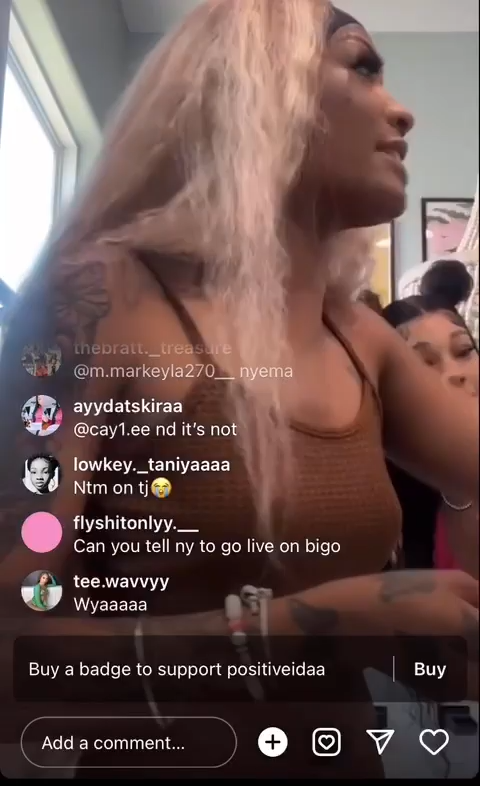 thebratt._treasure
@m.markeyla270__ nyema
ayydatskiraa
@cay1.ee nd it’s not
lowkey._taniyaaaa
Ntm on tj😭
flyshitonlyy.__
Can you tell ny to go live on bigo
tee.wavvyy
Wyaaaaa
Buy a badge to support positiveidaa Buy
Add a comment...